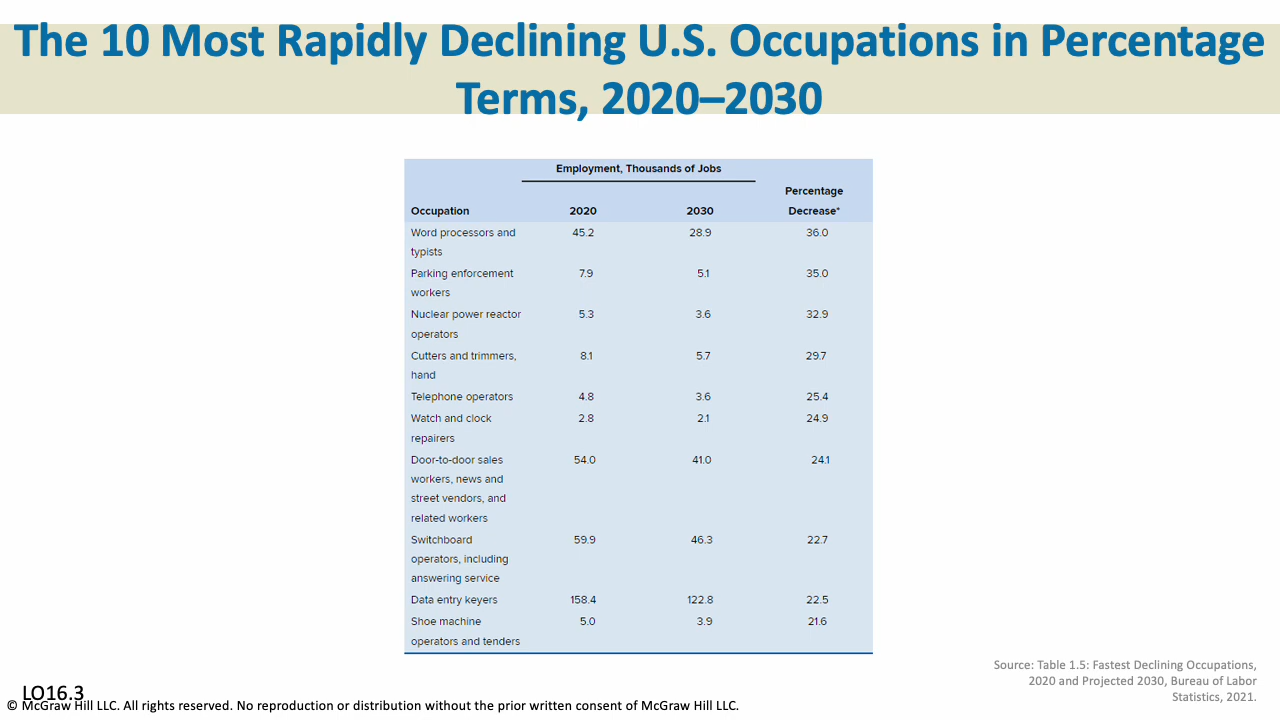 The 10 Most Rapidly Declining U.S. Occupations in Percentage
Terms, 2020–2030
Employment, Thousands of Jobs
Percentage
Occupation 2020 2030 Decrease*
Word processors and 45.2 28.9 36.0
typists
Parking enforcement 7.9 5.1 35.0
workers
Nuclear power reactor 5.3 3.6 32.9
operators
Cutters and trimmers, 8.1 5.7 29.7
hand
Telephone operators 4.8 3.6 25.4
Watch and clock 2.8 2.1 24.9
repairers
Door-to-door sales 54.0 41.0 24.1
workers, news and
street vendors, and
related workers
Switchboard 59.9 46.3 22.7
operators, including
answering service
Data entry keyers 158.4 122.8 22.5
Shoe machine 5.0 3.9 21.6
operators and tenders
Source: Table 1.5: Fastest Declining Occupations,
2020 and Projected 2030, Bureau of Labor
Statistics, 2021.
LO16.3
© McGraw Hill LLC. All rights reserved. No reproduction or distribution without the prior written consent of McGraw Hill LLC.